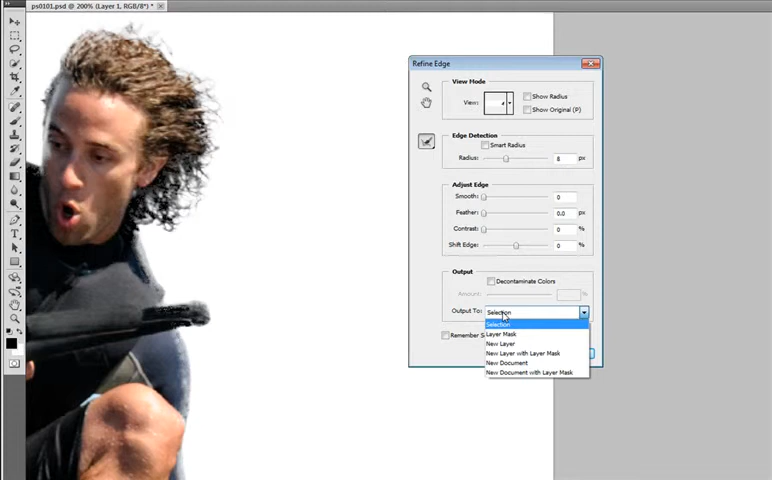 ps0101.psd @ 200% (Layer 1, RGB/8*) *
Refine Edge
View Mode
View:
Show Radius
Show Original (P)
Edge Detection
Smart Radius
Radius: 8 px
Adjust Edge
Smooth: 0
Feather: 0.0 px
Contrast: 0 %
Shift Edge: 0 %
Output
Decontaminate Colors
Amount: %
Output To: Selection
Selection
Remember S
Layer Mask
New Layer
New Layer with Layer Mask
New Document
New Document with Layer Mask